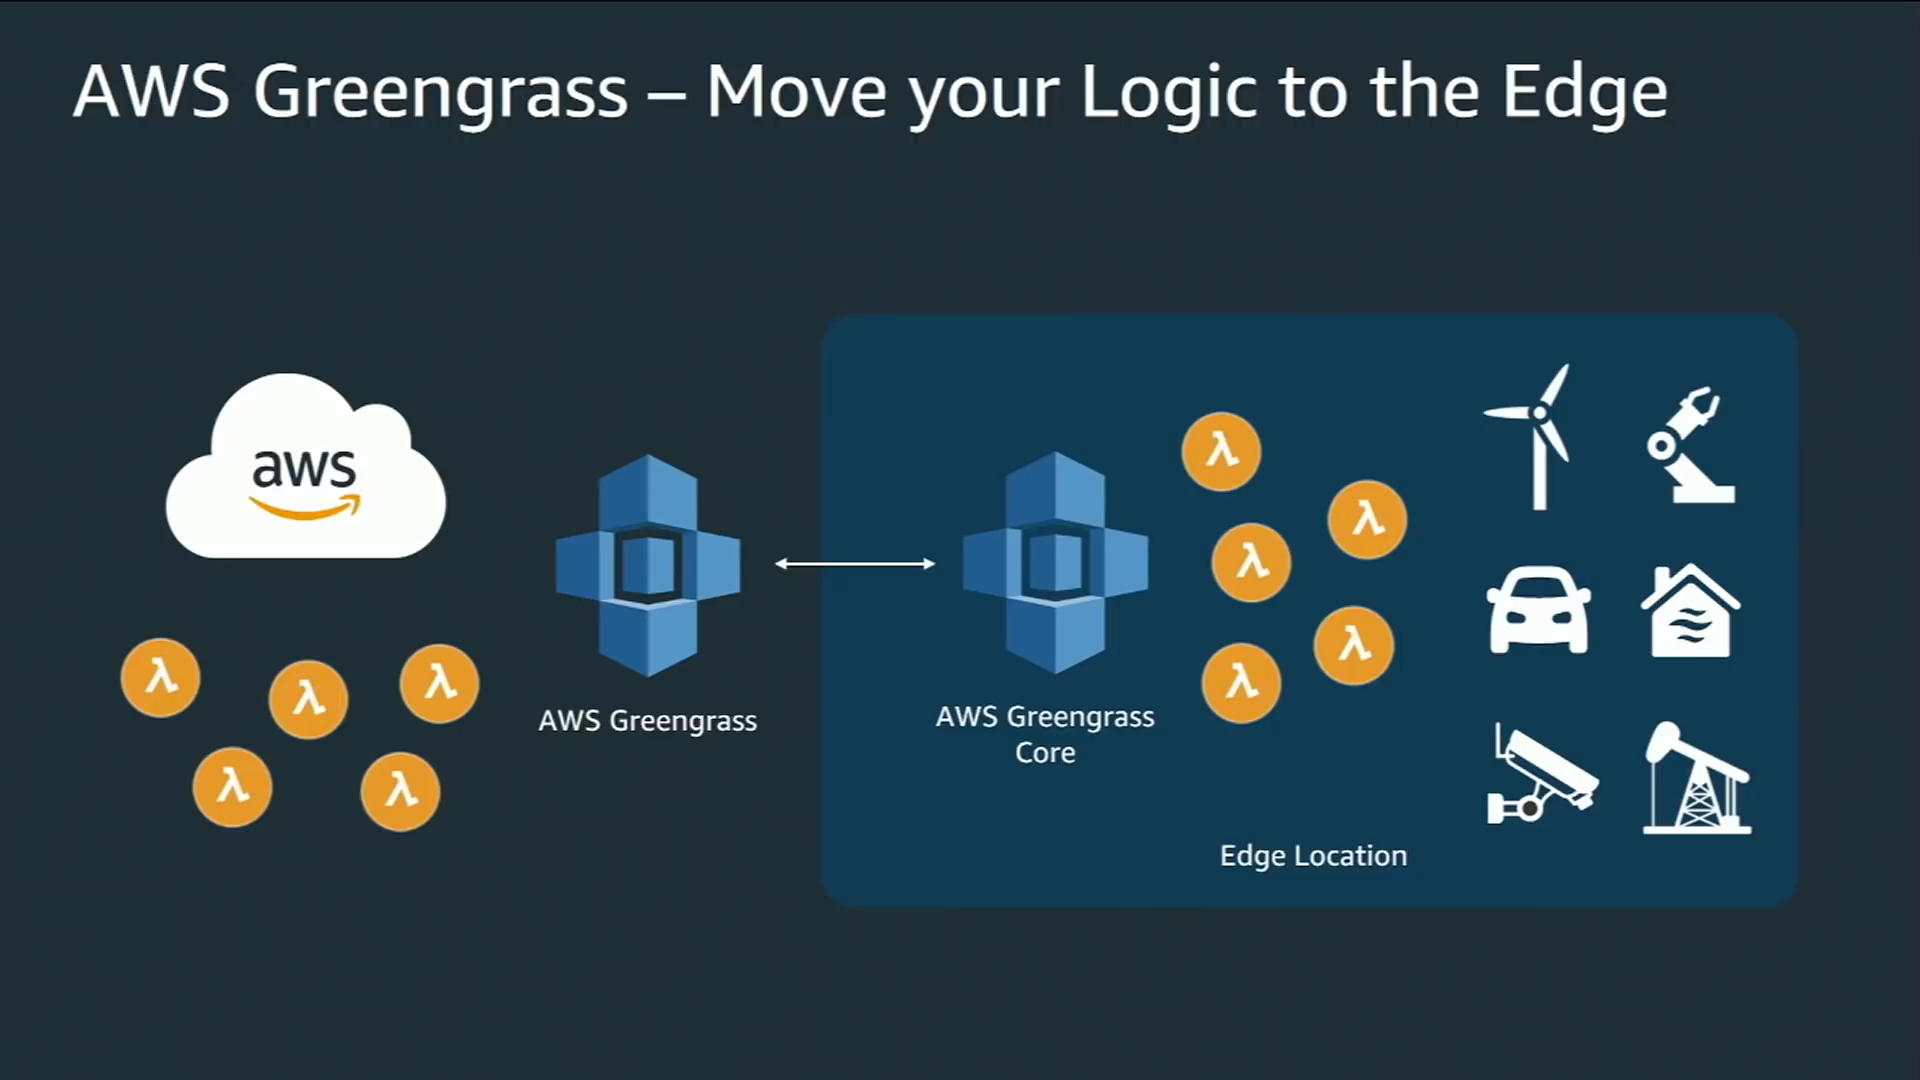 AWS Greengrass – Move your Logic to the Edge
aws
λ
λ
λ
λ
λ
AWS Greengrass
AWS Greengrass
Core
λ
λ
λ
λ
λ
Edge Location